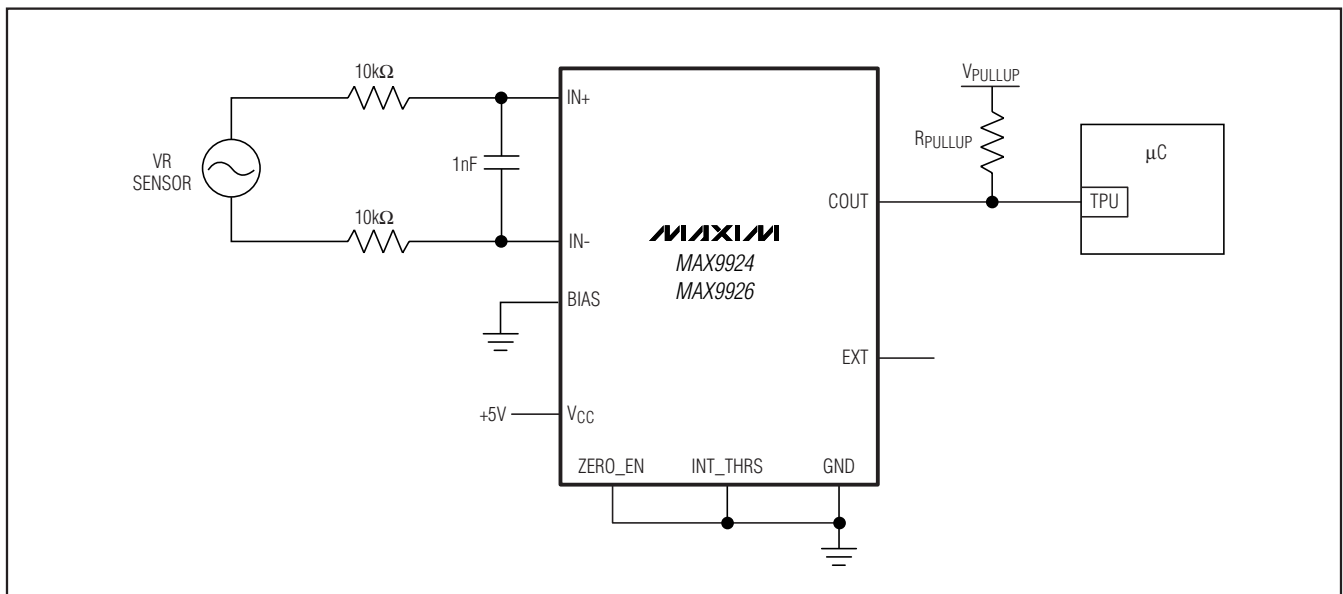 10kΩ
VR
SENSOR
1nF
10kΩ
IN+
IN-
BIAS
+5V
VCC
ZERO_EN
INT_THRS
GND
MAXIM
MAX9924
MAX9926
COUT
EXT
VPULLUP
RPULLUP
μC
TPU